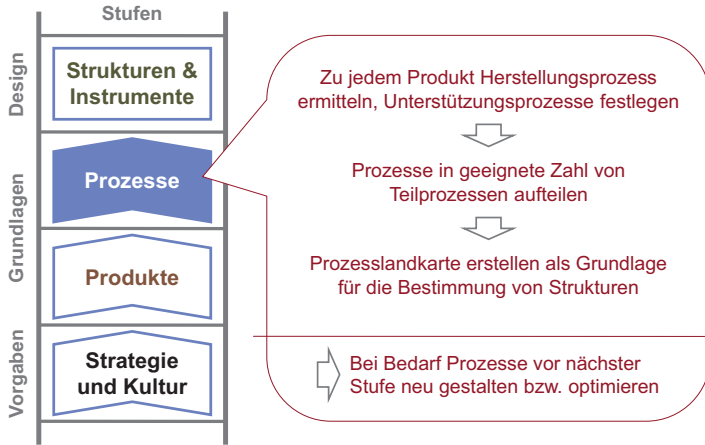 Stufen
Design
Strukturen &
Instrumente
Grundlagen
Prozesse
Produkte
Vorgaben
Strategie
und Kultur
Zu jedem Produkt Herstellungsprozess
ermitteln, Unterstützungsprozesse festlegen
Prozesse in geeignete Zahl von
Teilprozessen aufteilen
Prozesslandkarte erstellen als Grundlage
für die Bestimmung von Strukturen
Bei Bedarf Prozesse vor nächster
Stufe neu gestalten bzw. optimieren